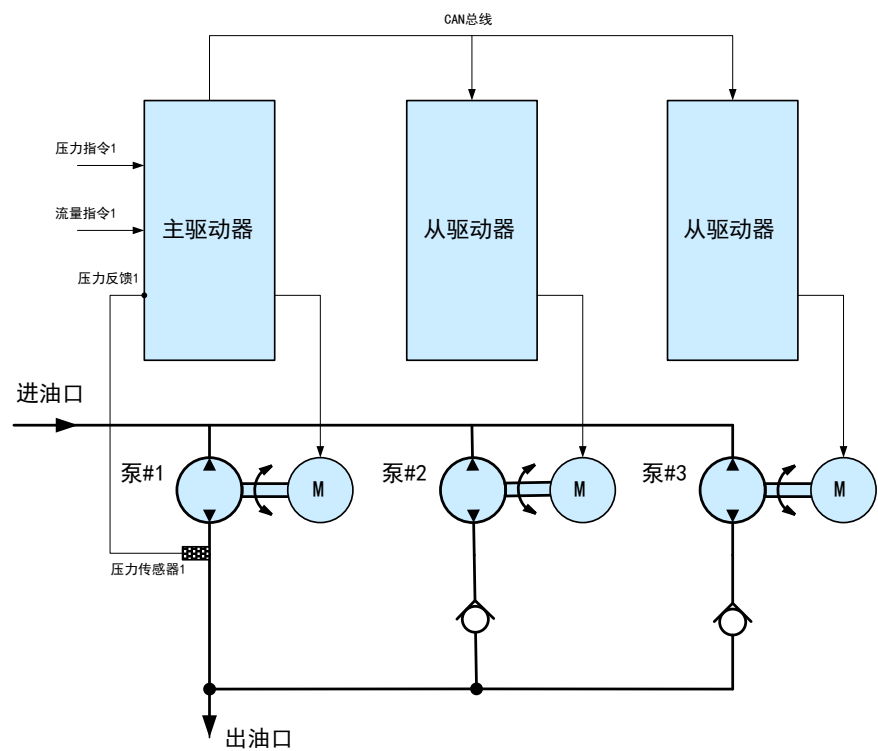 CAN总线
压力指令1
流量指令1
压力反馈1
主驱动器
从驱动器
从驱动器
进油口
泵#1
M
泵#2
M
泵#3
M
压力传感器1
出油口